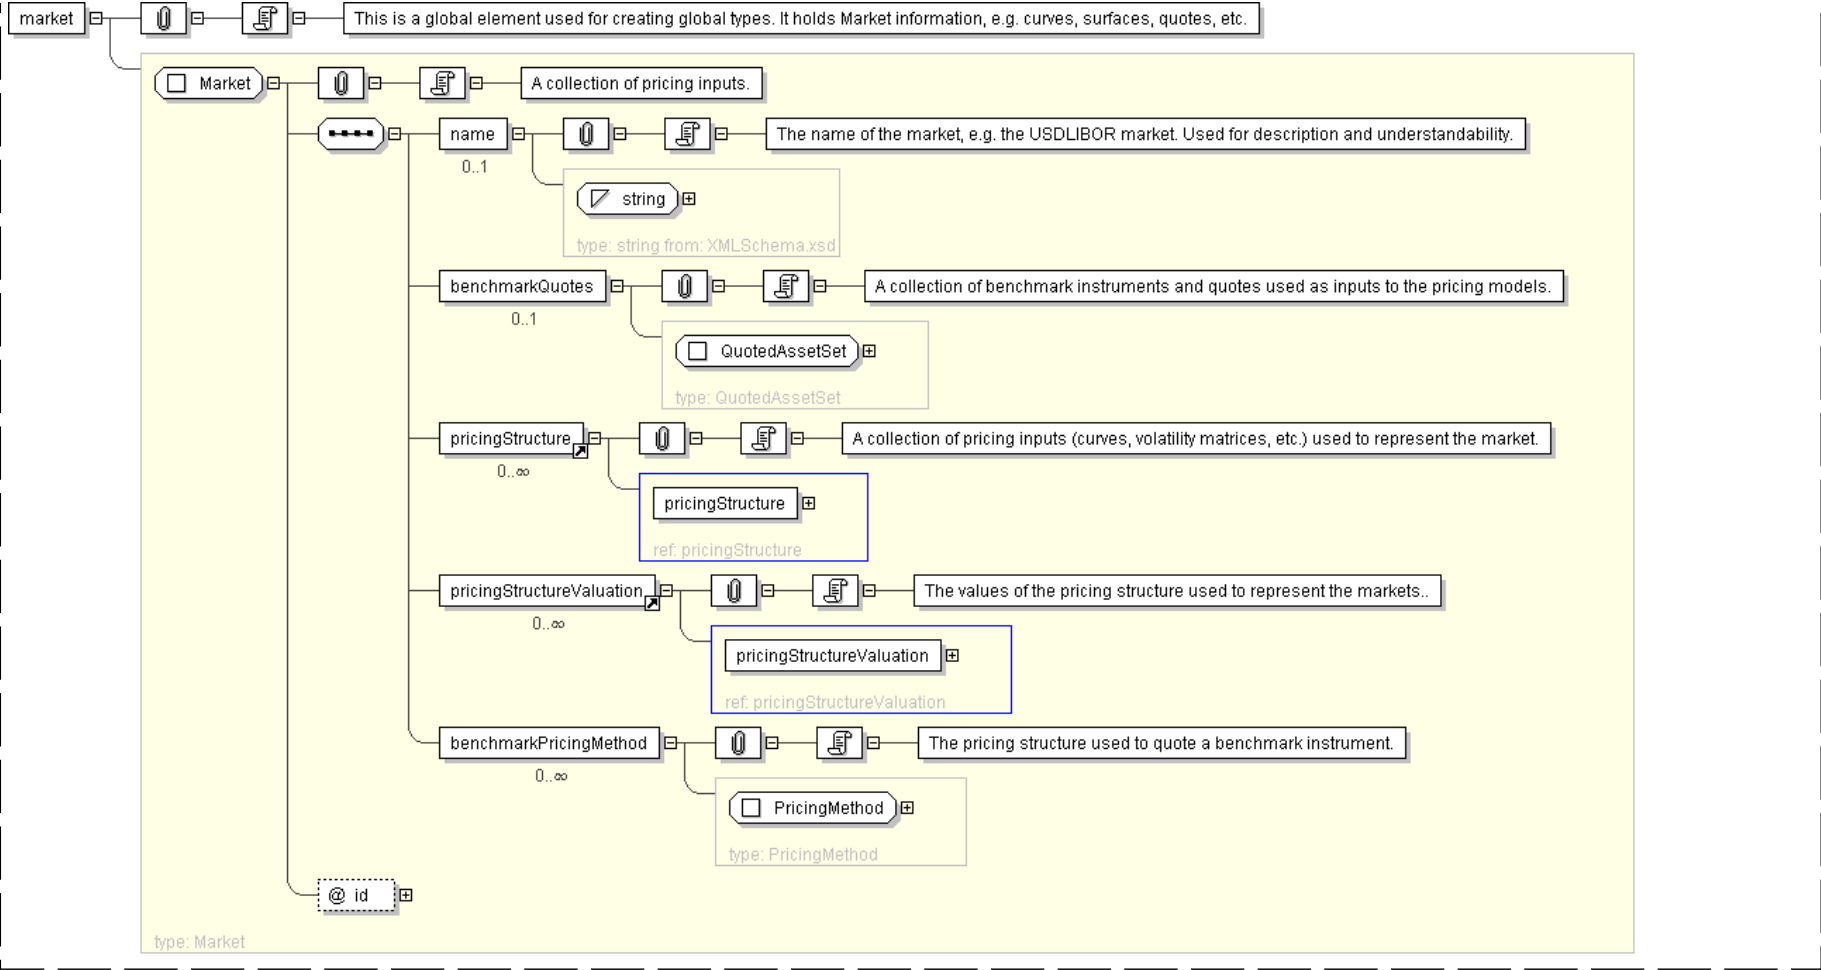 market This is a global element used for creating global types. It holds Market information, e.g. curves, surfaces, quotes, etc.
Market A collection of pricing inputs.
name The name of the market, e.g. the USDLIBOR market. Used for description and understandability.
0..1
string
type: string from: XMLSchema.xsd
benchmarkQuotes A collection of benchmark instruments and quotes used as inputs to the pricing models.
0..1
QuotedAssetSet
type: QuotedAssetSet
pricingStructure A collection of pricing inputs (curves, volatility matrices, etc.) used to represent the market.
0..∞
pricingStructure
ref: pricingStructure
pricingStructureValuation The values of the pricing structure used to represent the markets..
0..∞
pricingStructureValuation
ref: pricingStructureValuation
benchmarkPricingMethod The pricing structure used to quote a benchmark instrument.
0..∞
PricingMethod
type: PricingMethod
@ id
type: Market